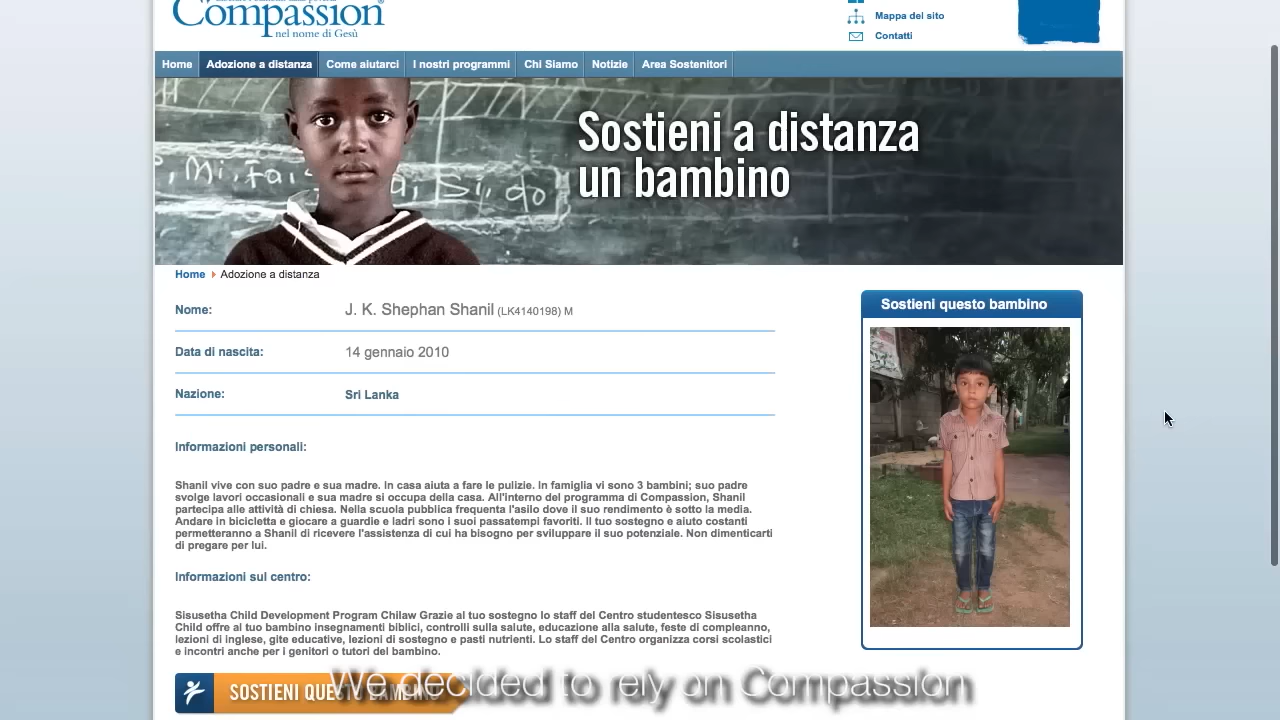 Compassion
nel nome di Gesù
Mappa del sito
Contatti
Home Adozione a distanza Come aiutarci I nostri programmi Chi Siamo Notizie Area Sostenitori
Sostieni a distanza
un bambino
Mi, fa, Si, do
Home Adozione a distanza
Nome: J. K. Shephan Shanil (LK4140198) M
Data di nascita: 14 gennaio 2010
Nazione: Sri Lanka
Sostieni questo bambino
Informazioni personali:
Shanil vive con suo padre e sua madre. In casa aiuta a fare le pulizie. In famiglia vi sono 3 bambini; suo padre
svolge lavori occasionali e sua madre si occupa della casa. All'interno del programma di Compassion, Shanil
partecipa alle attività di chiesa. Nella scuola pubblica frequenta l'asilo dove il suo rendimento è sotto la media.
Andare in bicicletta e giocare a guardie e ladri sono i suoi passatempi favoriti. Il tuo sostegno e aiuto costanti
permetteranno a Shanil di ricevere l'assistenza di cui ha bisogno per sviluppare il suo potenziale. Non dimenticarti
di pregare per lui.
Informazioni sul centro:
Sisusetha Child Development Program Chilaw Grazie al tuo sostegno lo staff del Centro studentesco Sisusetha
Child offre al tuo bambino insegnamenti biblici, controlli sulla salute, educazione alla salute, feste di compleanno,
lezioni di inglese, gite educative, lezioni di sostegno e pasti nutrienti. Lo staff del Centro organizza corsi scolastici
e incontri anche per i genitori o tutori del bambino.
SOSTIENI QUESTO BAMBINO
We decided to rely on Compassion